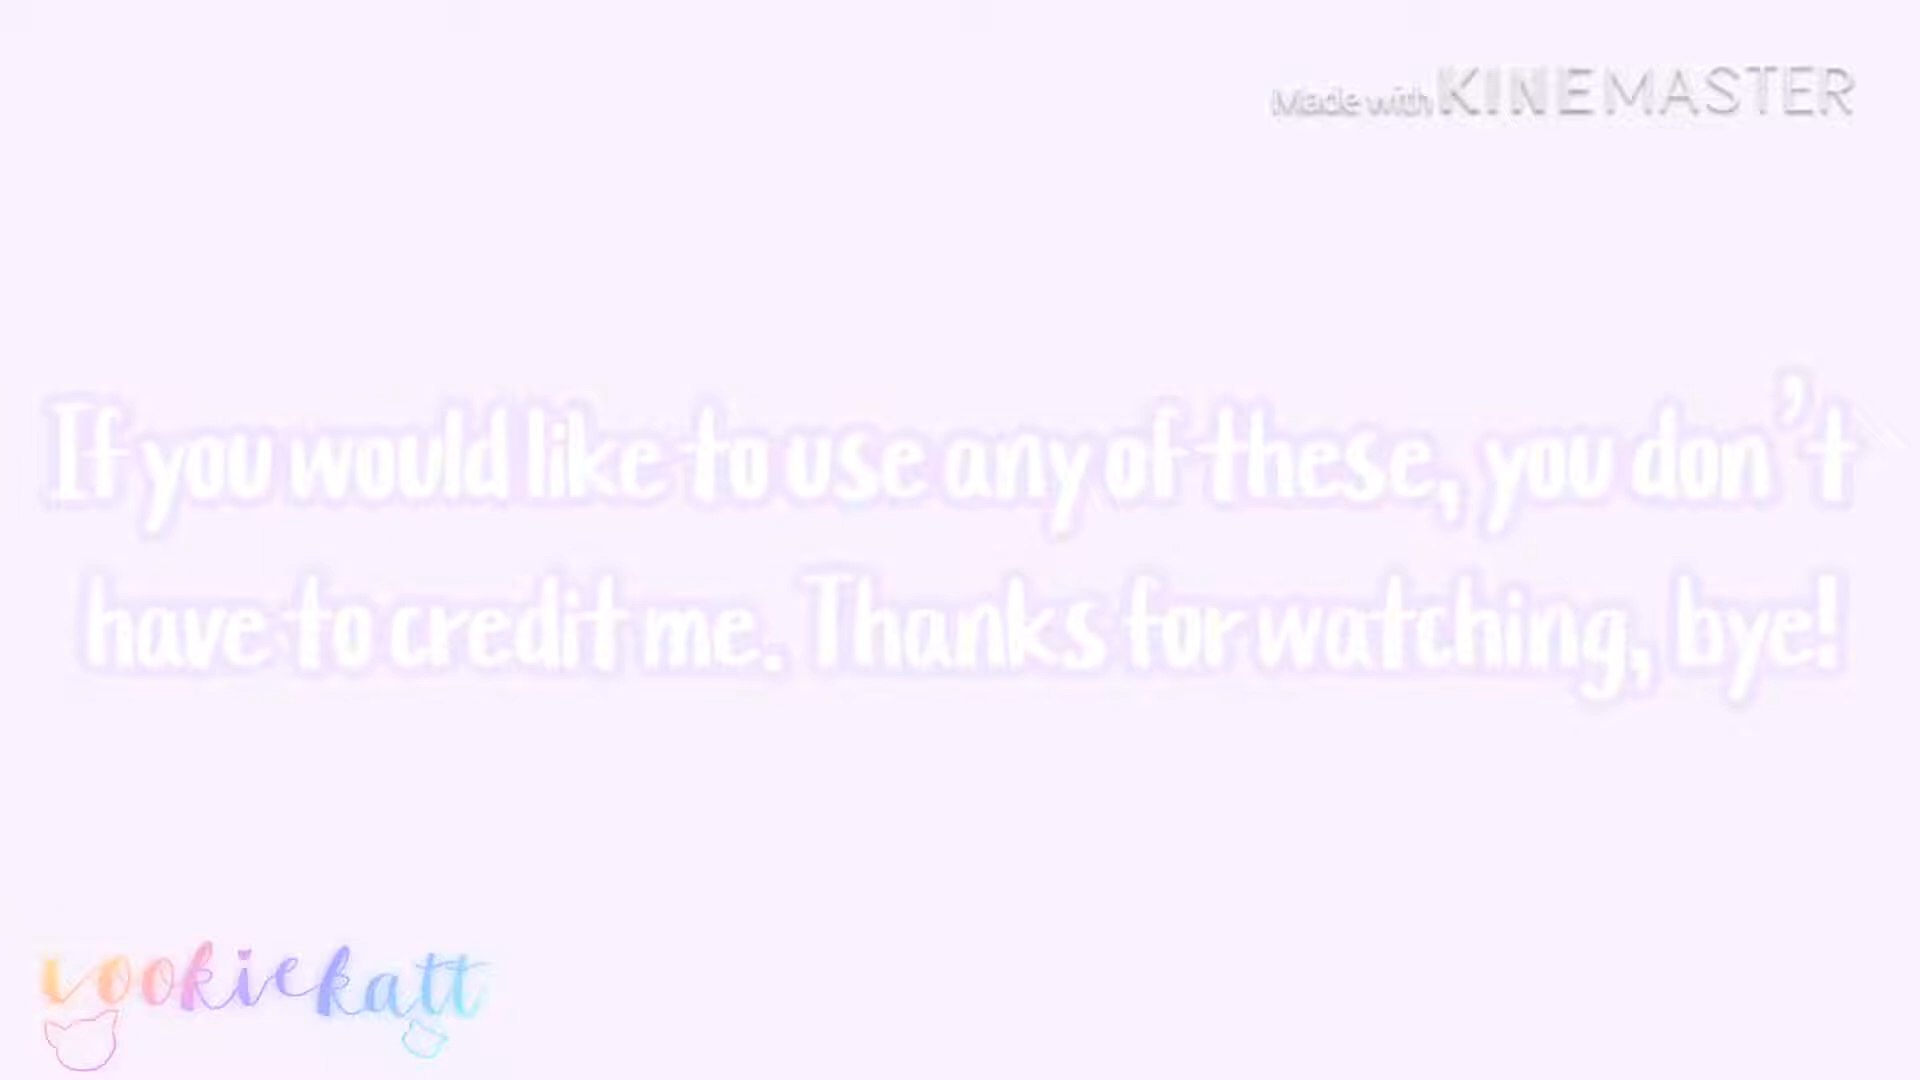 Made with KINEMASTER
If you would like to use any of these, you don't
have to credit me. Thanks for watching, bye!
vookiekatt